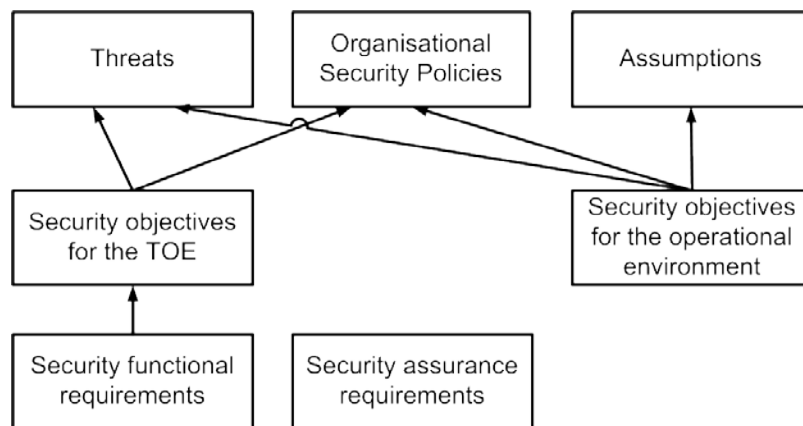 Threats
Organisational
Security Policies
Assumptions
Security objectives
for the TOE
Security objectives
for the operational
environment
Security functional
requirements
Security assurance
requirements